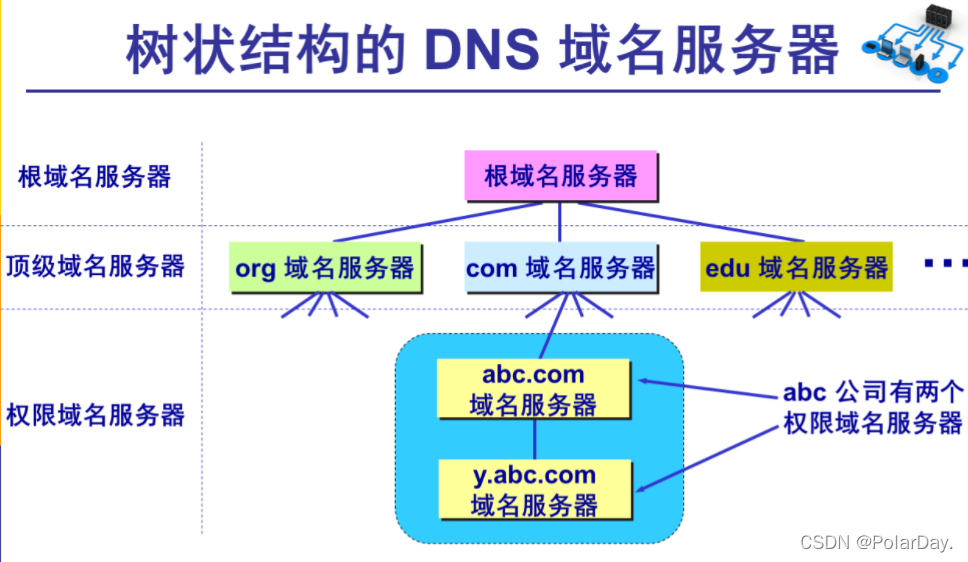 树状结构的 DNS 域名服务器
根域名服务器
根域名服务器
顶级域名服务器
org 域名服务器
com 域名服务器
edu 域名服务器
…
权限域名服务器
abc.com
域名服务器
y.abc.com
域名服务器
abc 公司有两个
权限域名服务器
CSDN @PolarDay.